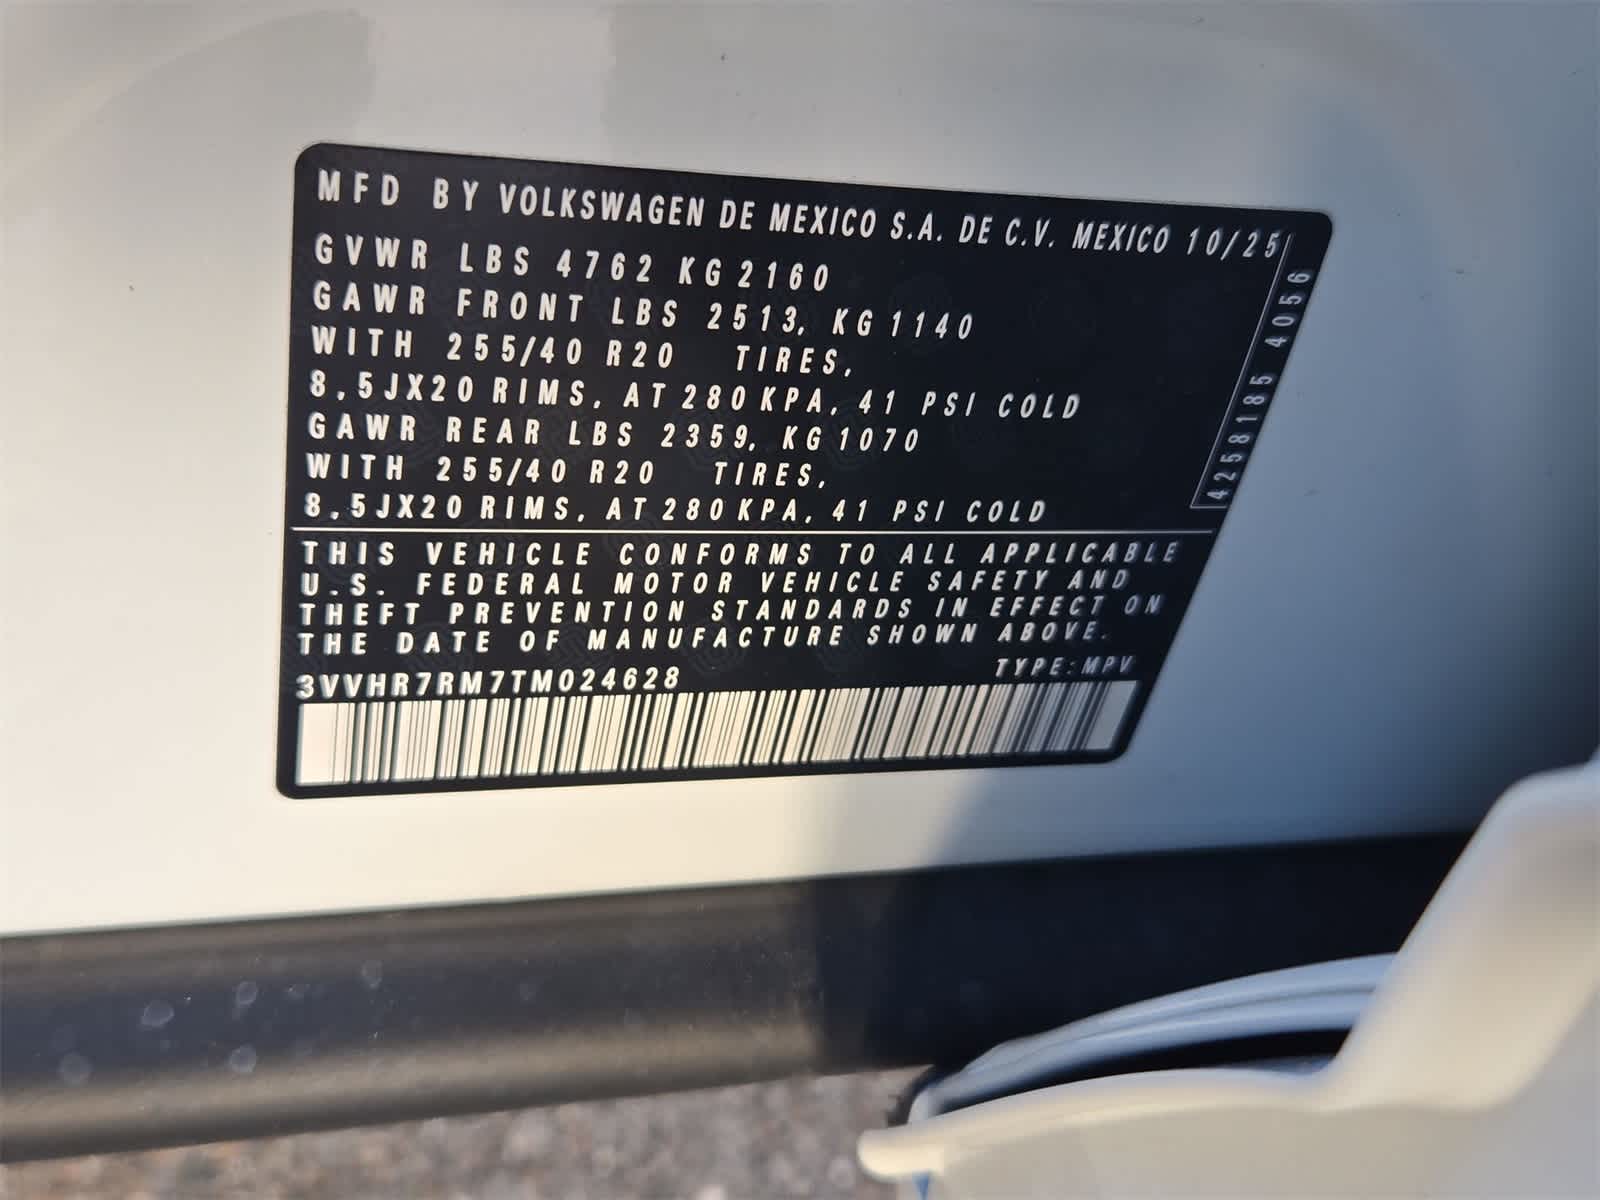 MFD BY VOLKSWAGEN DE MEXICO S.A. DE C.V. MEXICO 10/25
GVWR LBS 4762 KG 2160
GAWR FRONT LBS 2513, KG 1140
WITH 255/40 R20 TIRES,
8,5JX20 RIMS, AT 280 KPA, 41 PSI COLD
GAWR REAR LBS 2359, KG 1070
WITH 255/40 R20 TIRES,
8,5JX20 RIMS, AT 280 KPA, 41 PSI COLD
4258185 4056
THIS VEHICLE CONFORMS TO ALL APPLICABLE
U.S. FEDERAL MOTOR VEHICLE SAFETY AND
THEFT PREVENTION STANDARDS IN EFFECT ON
THE DATE OF MANUFACTURE SHOWN ABOVE.
TYPE: MPV
3VVHR7RM7TM024628